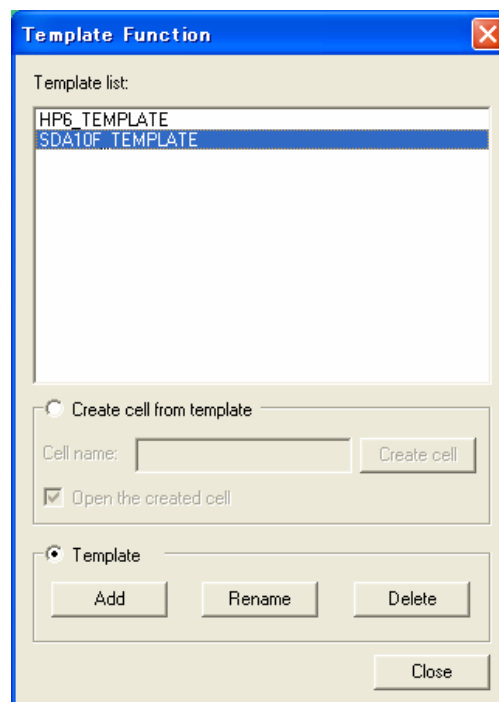 Template Function
Template list:
HP6_TEMPLATE
SDA10F_TEMPLATE
Create cell from template
Cell name:
Create cell
Open the created cell
Template
Add Rename Delete
Close